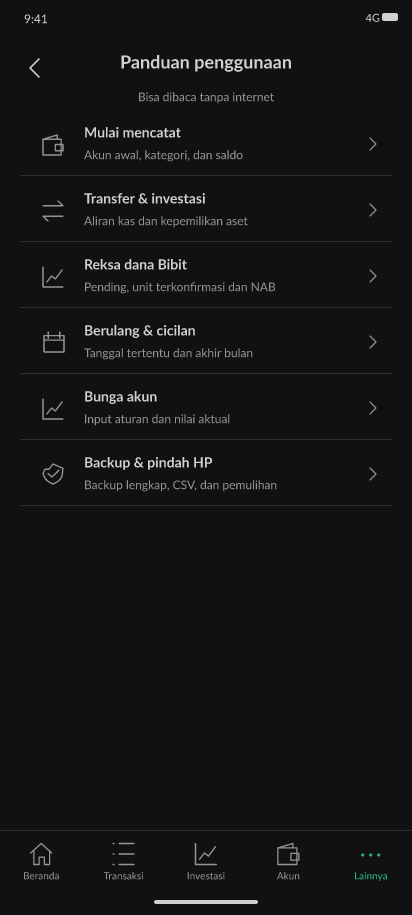 9:41
4G
Panduan penggunaan
Bisa dibaca tanpa internet
Mulai mencatat
Akun awal, kategori, dan saldo
Transfer & investasi
Aliran kas dan kepemilikan aset
Reksa dana Bibit
Pending, unit terkonfirmasi dan NAB
Berulang & cicilan
Tanggal tertentu dan akhir bulan
Bunga akun
Input aturan dan nilai aktual
Backup & pindah HP
Backup lengkap, CSV, dan pemulihan
Beranda
Transaksi
Investasi
Akun
Lainnya